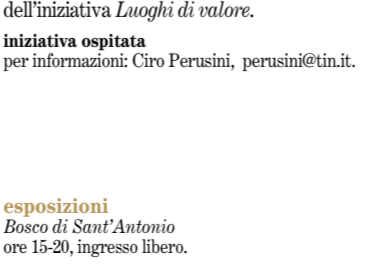 dell’iniziativa Luoghi di valore.
iniziativa ospitata
per informazioni: Ciro Perusini, perusini@tin.it.
esposizioni
Bosco di Sant’Antonio
ore 15-20, ingresso libero.